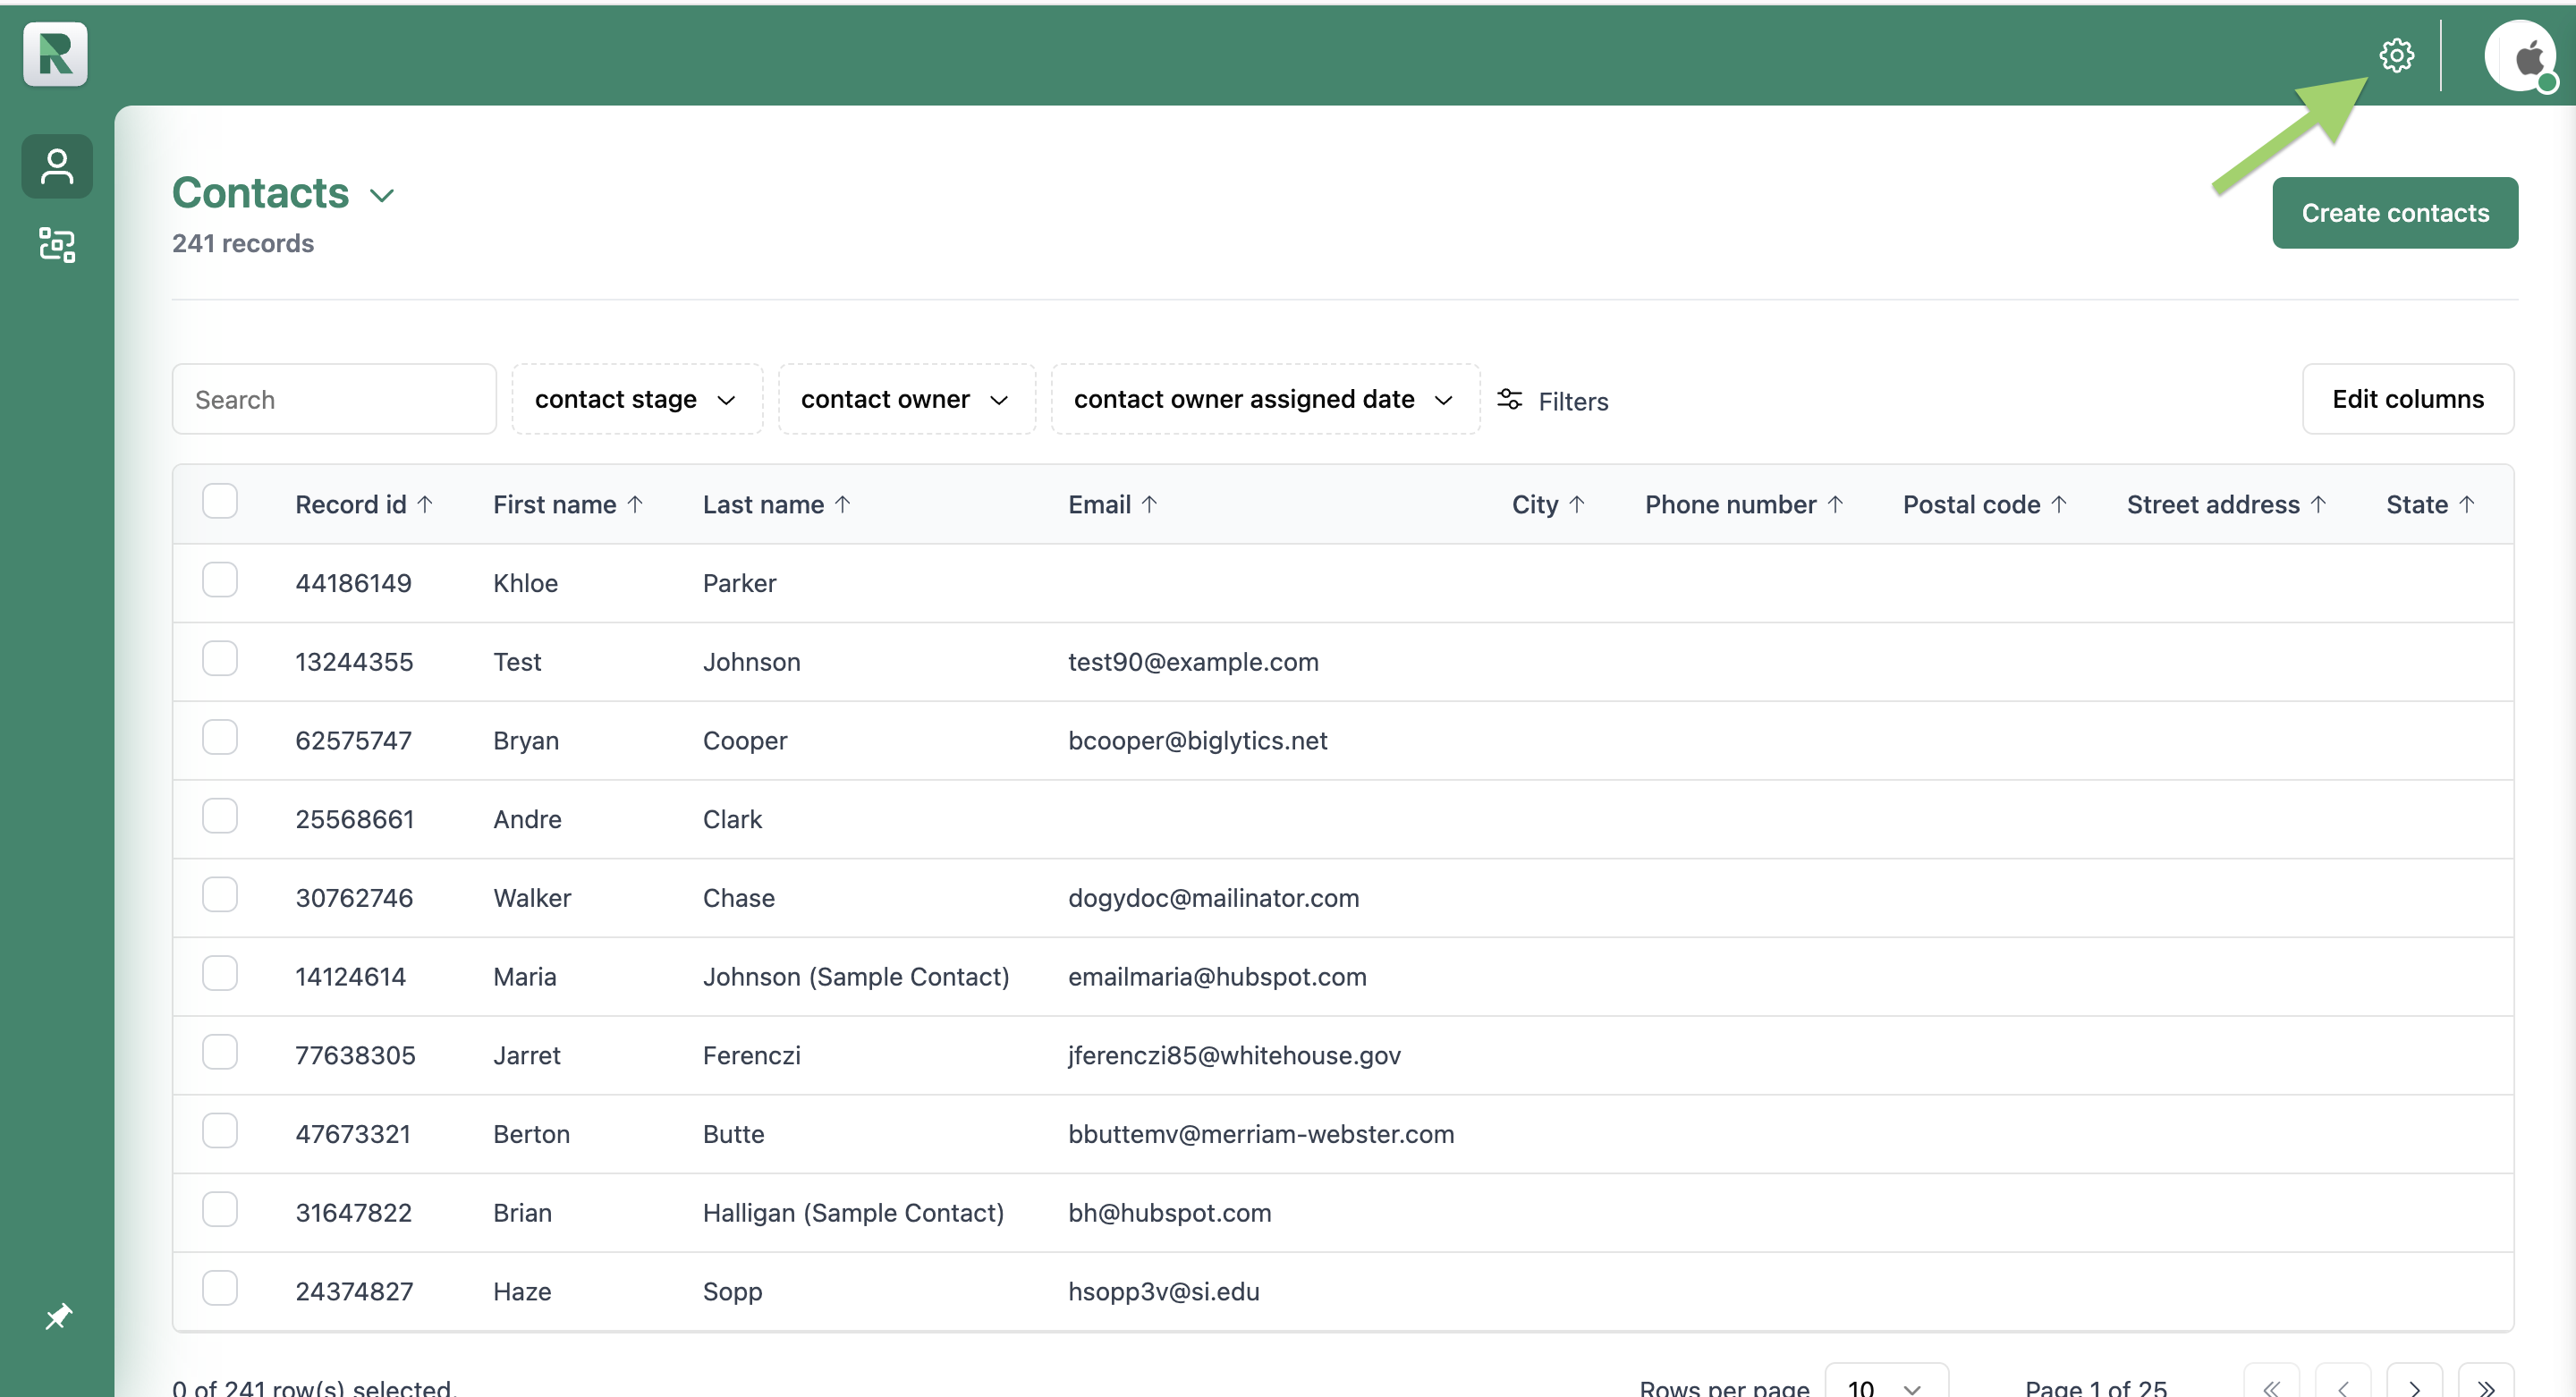 R
Contacts
241 records
Create contacts
Search
contact stage
contact owner
contact owner assigned date
Filters
Edit columns
Record id First name Last name Email City Phone number Postal code Street address State
44186149 Khloe Parker
13244355 Test Johnson test90@example.com
62575747 Bryan Cooper bcooper@biglytics.net
25568661 Andre Clark
30762746 Walker Chase dogydoc@mailinator.com
14124614 Maria Johnson (Sample Contact) emailmaria@hubspot.com
77638305 Jarret Ferenczi jferenczi85@whitehouse.gov
47673321 Berton Butte bbuttemv@merriam-webster.com
31647822 Brian Halligan (Sample Contact) bh@hubspot.com
24374827 Haze Sopp hsopp3v@si.edu
0 of 241 row(s) selected. Rows per page 10 Page 1 of 25